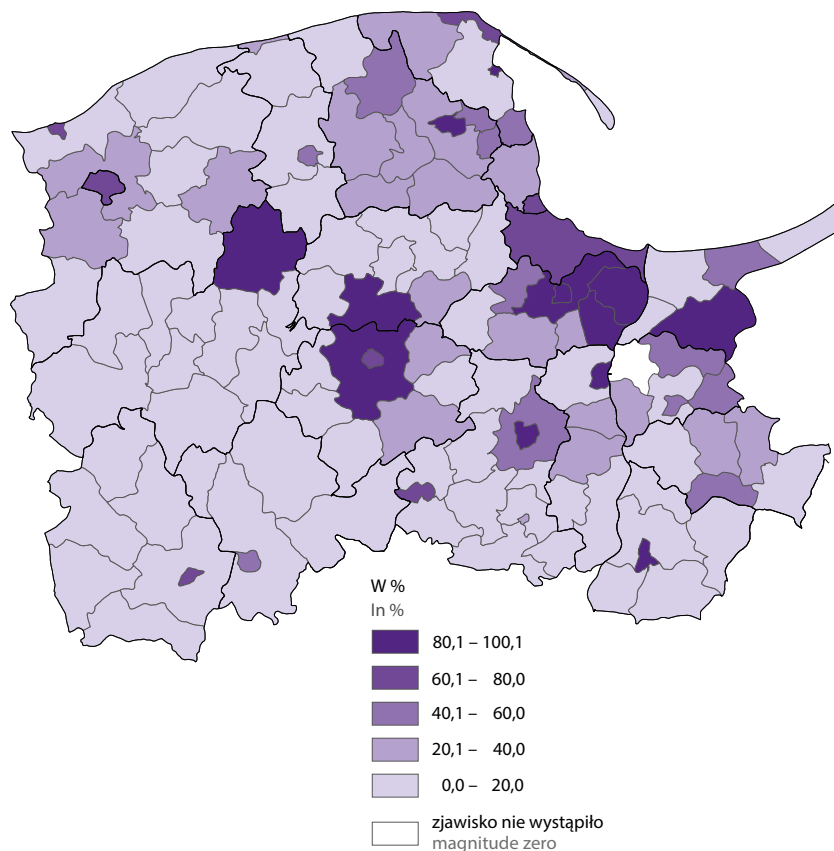 W %
In %
80,1 – 100,1
60,1 – 80,0
40,1 – 60,0
20,1 – 40,0
0,0 – 20,0
zjawisko nie wystąpiło
magnitude zero